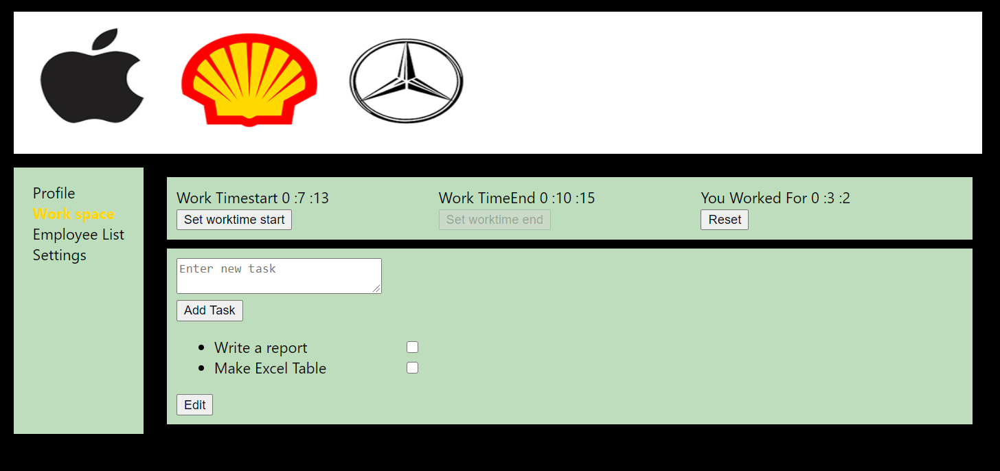 Profile
Work space
Employee List
Settings
Work Timestart 0 :7 :13
Set worktime start
Work TimeEnd 0 :10 :15
Set worktime end
You Worked For 0 :3 :2
Reset
Enter new task
Add Task
Write a report
Make Excel Table
Edit